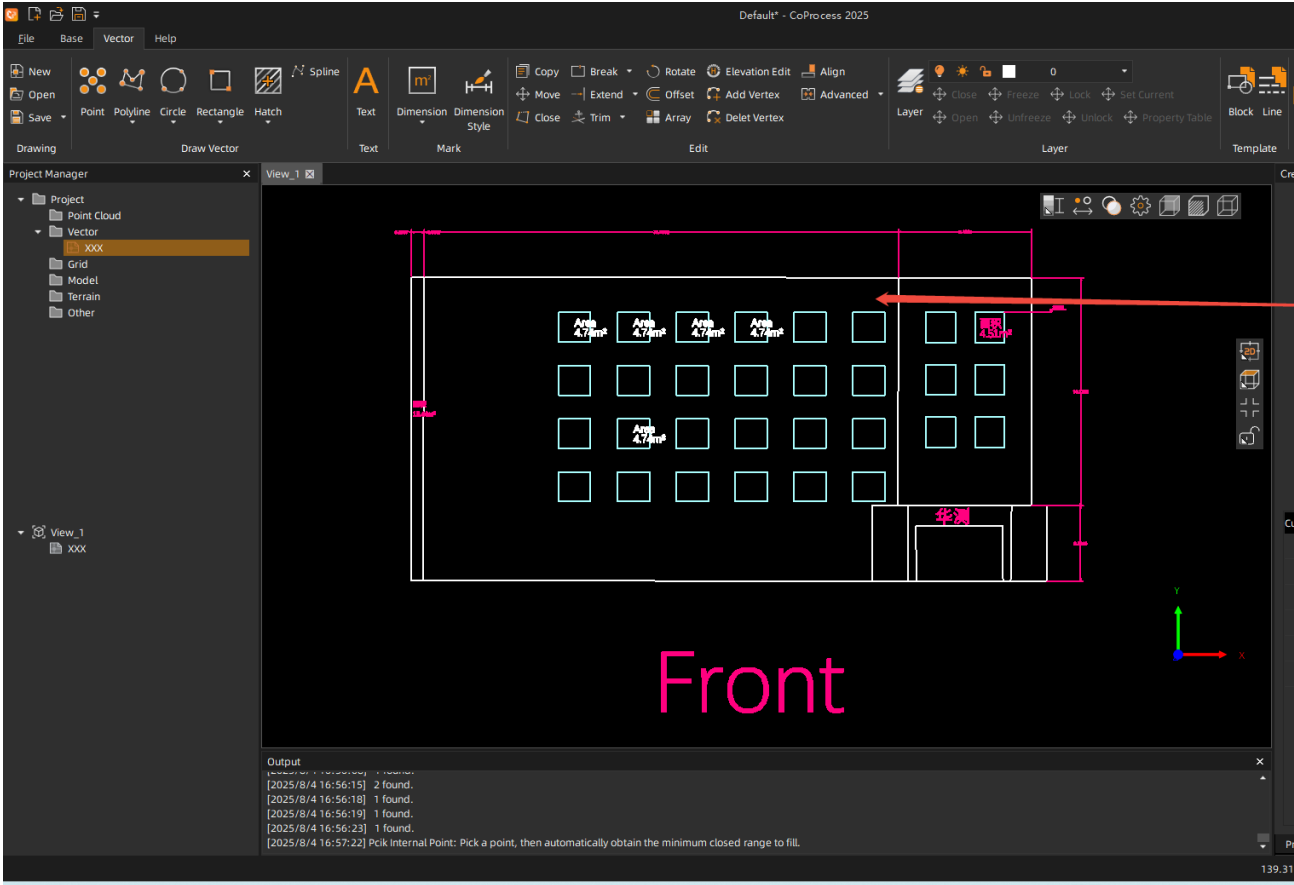 Default* - CoProcess 2025
File Base Vector Help
New
Open
Save
Drawing
Point Polyline Circle Rectangle Hatch
Spline
Draw Vector
Text
Text
Dimension Dimension Style
Mark
Copy Break Rotate Elevation Edit Align
Move Extend Offset Add Vertex Advanced
Close Trim Array Delet Vertex
Edit
Layer
0
Close Freeze Lock Set Current
Open Unfreeze Unlock Property Table
Layer
Block Line
Template
Project Manager
View_1
Cre
Project
Point Cloud
Vector
XXX
Grid
Model
Terrain
Other
View_1
XXX
Area
4.74m²
Area
4.74m²
Area
4.74m²
Area
4.74m²
面积
4.51m²
Area
4.74m²
华测
2D
Y
X
Front
Output
[2025/8/4 16:56:15] 2 found.
[2025/8/4 16:56:18] 1 found.
[2025/8/4 16:56:19] 1 found.
[2025/8/4 16:56:23] 1 found.
[2025/8/4 16:57:22] Pcik Internal Point: Pick a point, then automatically obtain the minimum closed range to fill.
Cu
Pr
139.31